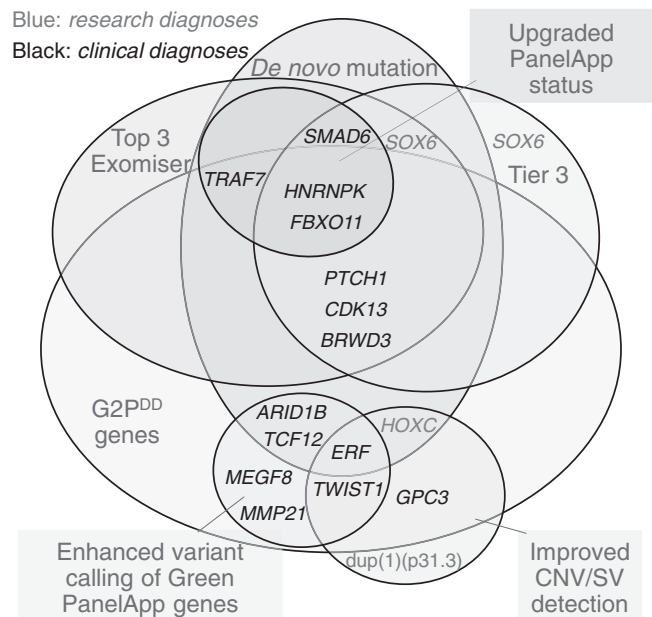 Blue: research diagnoses
Black: clinical diagnoses
Upgraded
PanelApp
status
De novo mutation
Top 3
Exomiser
SMAD6
SOX6
SOX6
Tier 3
TRAF7
HNRNPK
FBXO11
PTCH1
CDK13
BRWD3
G2PDD
genes
ARID1B
TCF12
HOXC
ERF
MEGF8
TWIST1
GPC3
MMP21
dup(1)(p31.3)
Enhanced variant
calling of Green
PanelApp genes
Improved
CNV/SV
detection